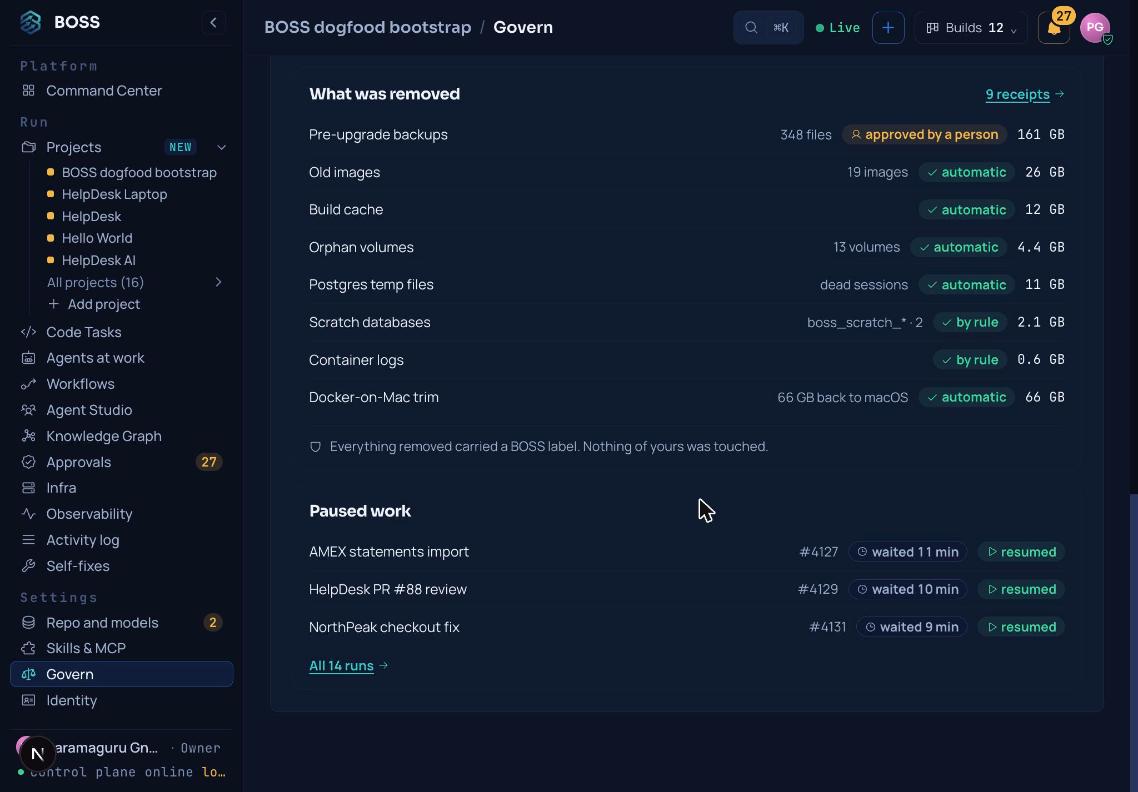 BOSS
BOSS dogfood bootstrap / Govern
⌘K
Live
Builds 12
27
PG
Platform
Command Center
Run
Projects NEW
BOSS dogfood bootstrap
HelpDesk Laptop
HelpDesk
Hello World
HelpDesk AI
All projects (16)
+ Add project
Code Tasks
Agents at work
Workflows
Agent Studio
Knowledge Graph
Approvals 27
Infra
Observability
Activity log
Self-fixes
Settings
Repo and models 2
Skills & MCP
Govern
Identity
N
aramaguru Gn… · Owner
control plane online lo…
What was removed 9 receipts →
Pre-upgrade backups 348 files approved by a person 161 GB
Old images 19 images ✓ automatic 26 GB
Build cache ✓ automatic 12 GB
Orphan volumes 13 volumes ✓ automatic 4.4 GB
Postgres temp files dead sessions ✓ automatic 11 GB
Scratch databases boss_scratch_* · 2 ✓ by rule 2.1 GB
Container logs ✓ by rule 0.6 GB
Docker-on-Mac trim 66 GB back to macOS ✓ automatic 66 GB
Everything removed carried a BOSS label. Nothing of yours was touched.
Paused work
AMEX statements import #4127 waited 11 min resumed
HelpDesk PR #88 review #4129 waited 10 min resumed
NorthPeak checkout fix #4131 waited 9 min resumed
All 14 runs →